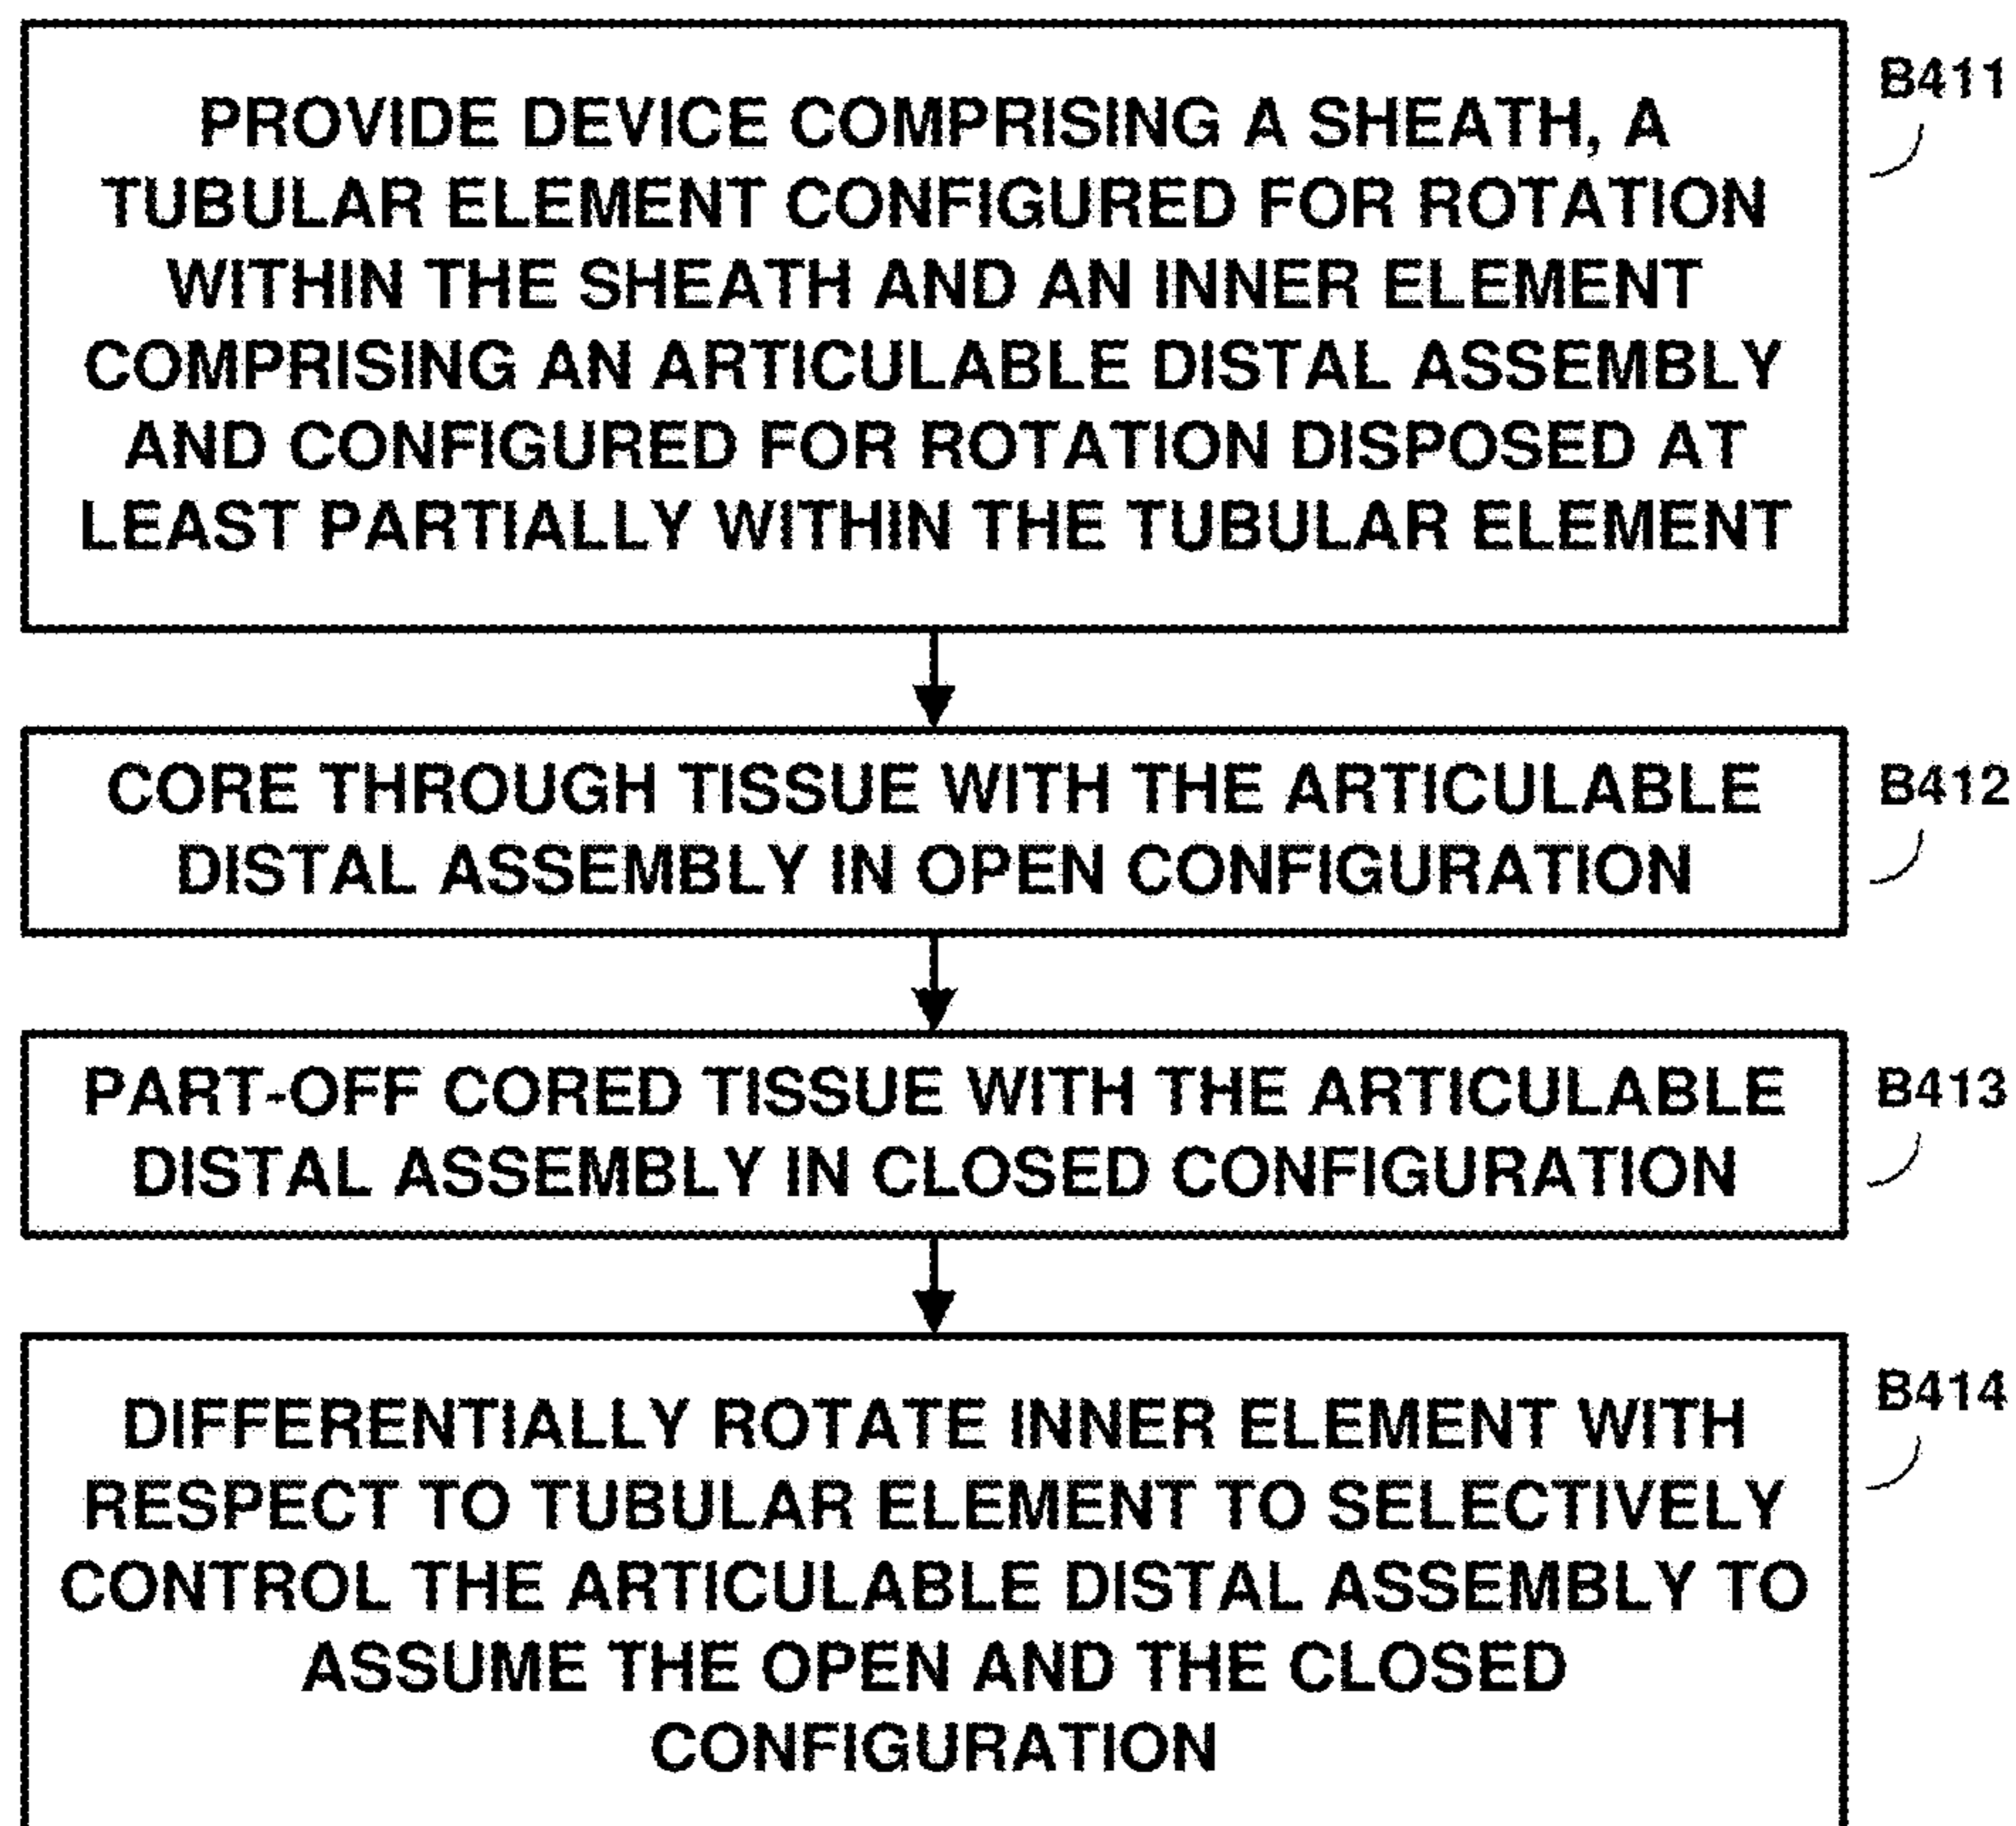 PROVIDE DEVICE COMPRISING A SHEATH, A
TUBULAR ELEMENT CONFIGURED FOR ROTATION
WITHIN THE SHEATH AND AN INNER ELEMENT
COMPRISING AN ARTICULABLE DISTAL ASSEMBLY
AND CONFIGURED FOR ROTATION DISPOSED AT
LEAST PARTIALLY WITHIN THE TUBULAR ELEMENT
B411
CORE THROUGH TISSUE WITH THE ARTICULABLE
DISTAL ASSEMBLY IN OPEN CONFIGURATION
B412
PART-OFF CORED TISSUE WITH THE ARTICULABLE
DISTAL ASSEMBLY IN CLOSED CONFIGURATION
B413
DIFFERENTIALLY ROTATE INNER ELEMENT WITH
RESPECT TO TUBULAR ELEMENT TO SELECTIVELY
CONTROL THE ARTICULABLE DISTAL ASSEMBLY TO
ASSUME THE OPEN AND THE CLOSED
CONFIGURATION
B414